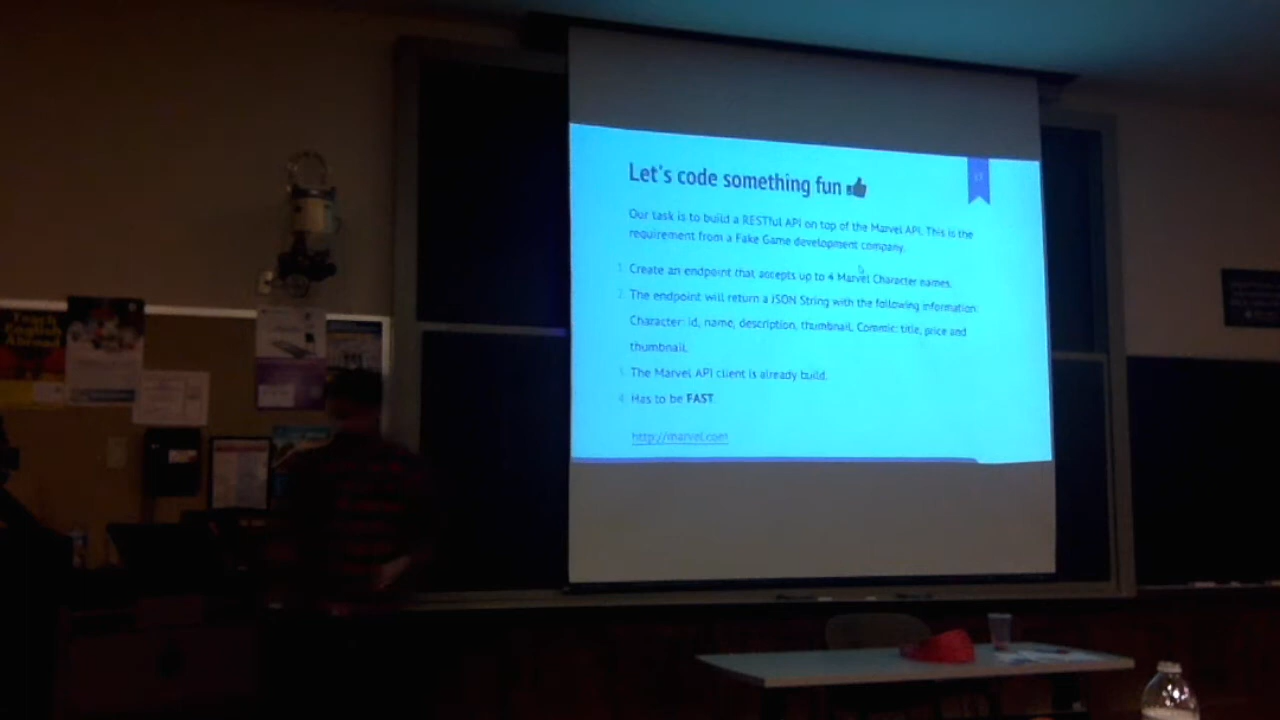 Let's code something fun
17
Our task is to build a RESTful API on top of the Marvel API. This is the
requirement from a Fake Game development company.
1. Create an endpoint that accepts up to 4 Marvel Character names.
2. The endpoint will return a JSON String with the following information:
Character: id, name, description, thumbnail. Commic: title, price and
thumbnail.
3. The Marvel API client is already build.
4. Has to be FAST.
http://marvel.com
Teach
Abroad